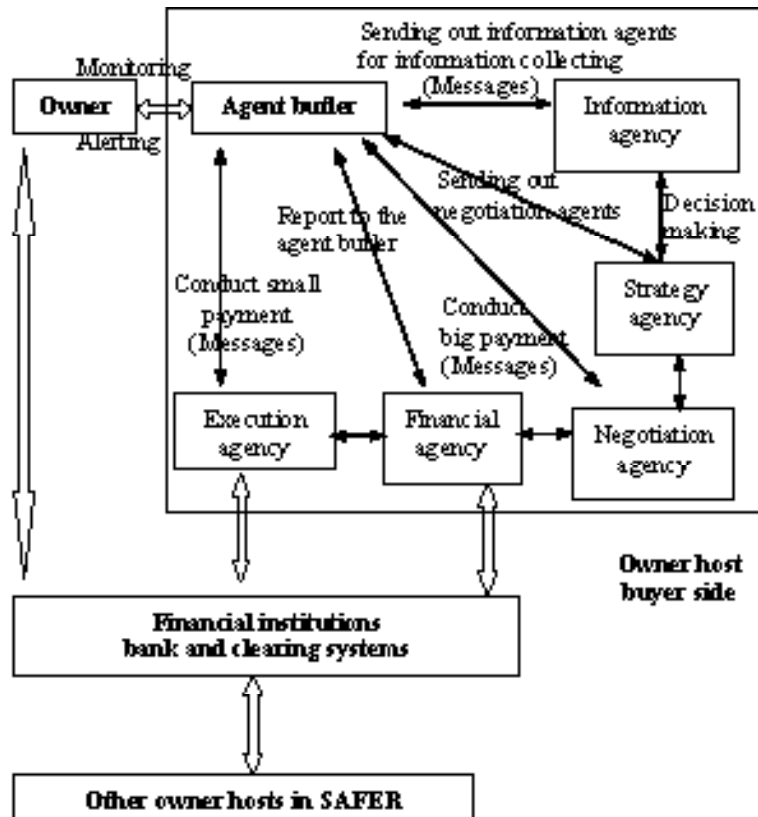 Sending out information agents
for information collecting
(Messages)
Monitoring
Owner
Alerting
Agent butler
Information
agency
Sending out
negotiation agents
Decision
making
Report to the
agent butler
Strategy
agency
Conduct small
payment
(Messages)
Conduct
big payment
(Messages)
Execution
agency
Financial
agency
Negotiation
agency
Owner host
buyer side
Financial institutions
bank and clearing systems
Other owner hosts in SAFER